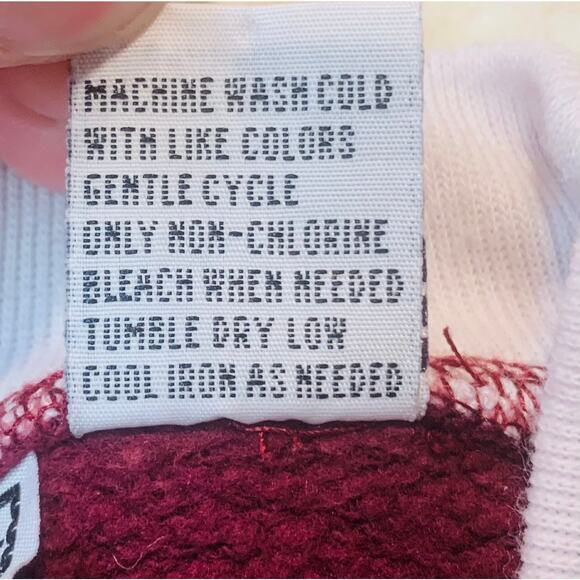 MACHINE WASH COLD
WITH LIKE COLORS
GENTLE CYCLE
ONLY NON-CHLORINE
BLEACH WHEN NEEDED
TUMBLE DRY LOW
COOL IRON AS NEEDED